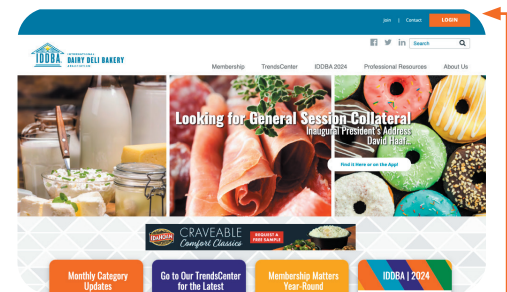 Join | Contact LOGIN
Search
IDDBA INTERNATIONAL
DAIRY DELI BAKERY
ASSOCIATION
Membership TrendsCenter IDDBA 2024 Professional Resources About Us
Looking for General Session Collateral
Inaugural President's Address
David Haaf...
Find it Here or on the App!
IDAHOAN CRAVEABLE
Comfort Classics
REQUEST A
FREE SAMPLE
Monthly Category
Updates
Go to Our TrendsCenter
for the Latest
Membership Matters
Year-Round
IDDBA | 2024